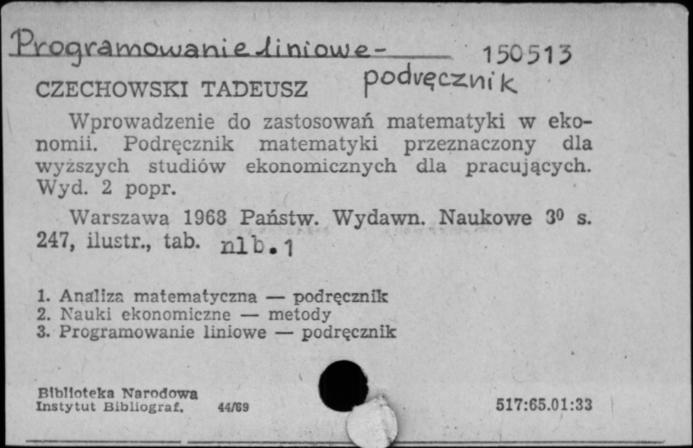 Programowanie liniowe - 150513
podręcznik
CZECHOWSKI TADEUSZ
Wprowadzenie do zastosowań matematyki w eko-
nomii. Podręcznik matematyki przeznaczony dla
wyższych studiów ekonomicznych dla pracujących.
Wyd. 2 popr.
Warszawa 1968 Państw. Wydawn. Naukowe 3⁰ s.
247, ilustr., tab. nlb. 1
1. Analiza matematyczna — podręcznik
2. Nauki ekonomiczne — metody
3. Programowanie liniowe — podręcznik
Biblioteka Narodowa
Instytut Bibliograf. 44/69 517:65.01:33